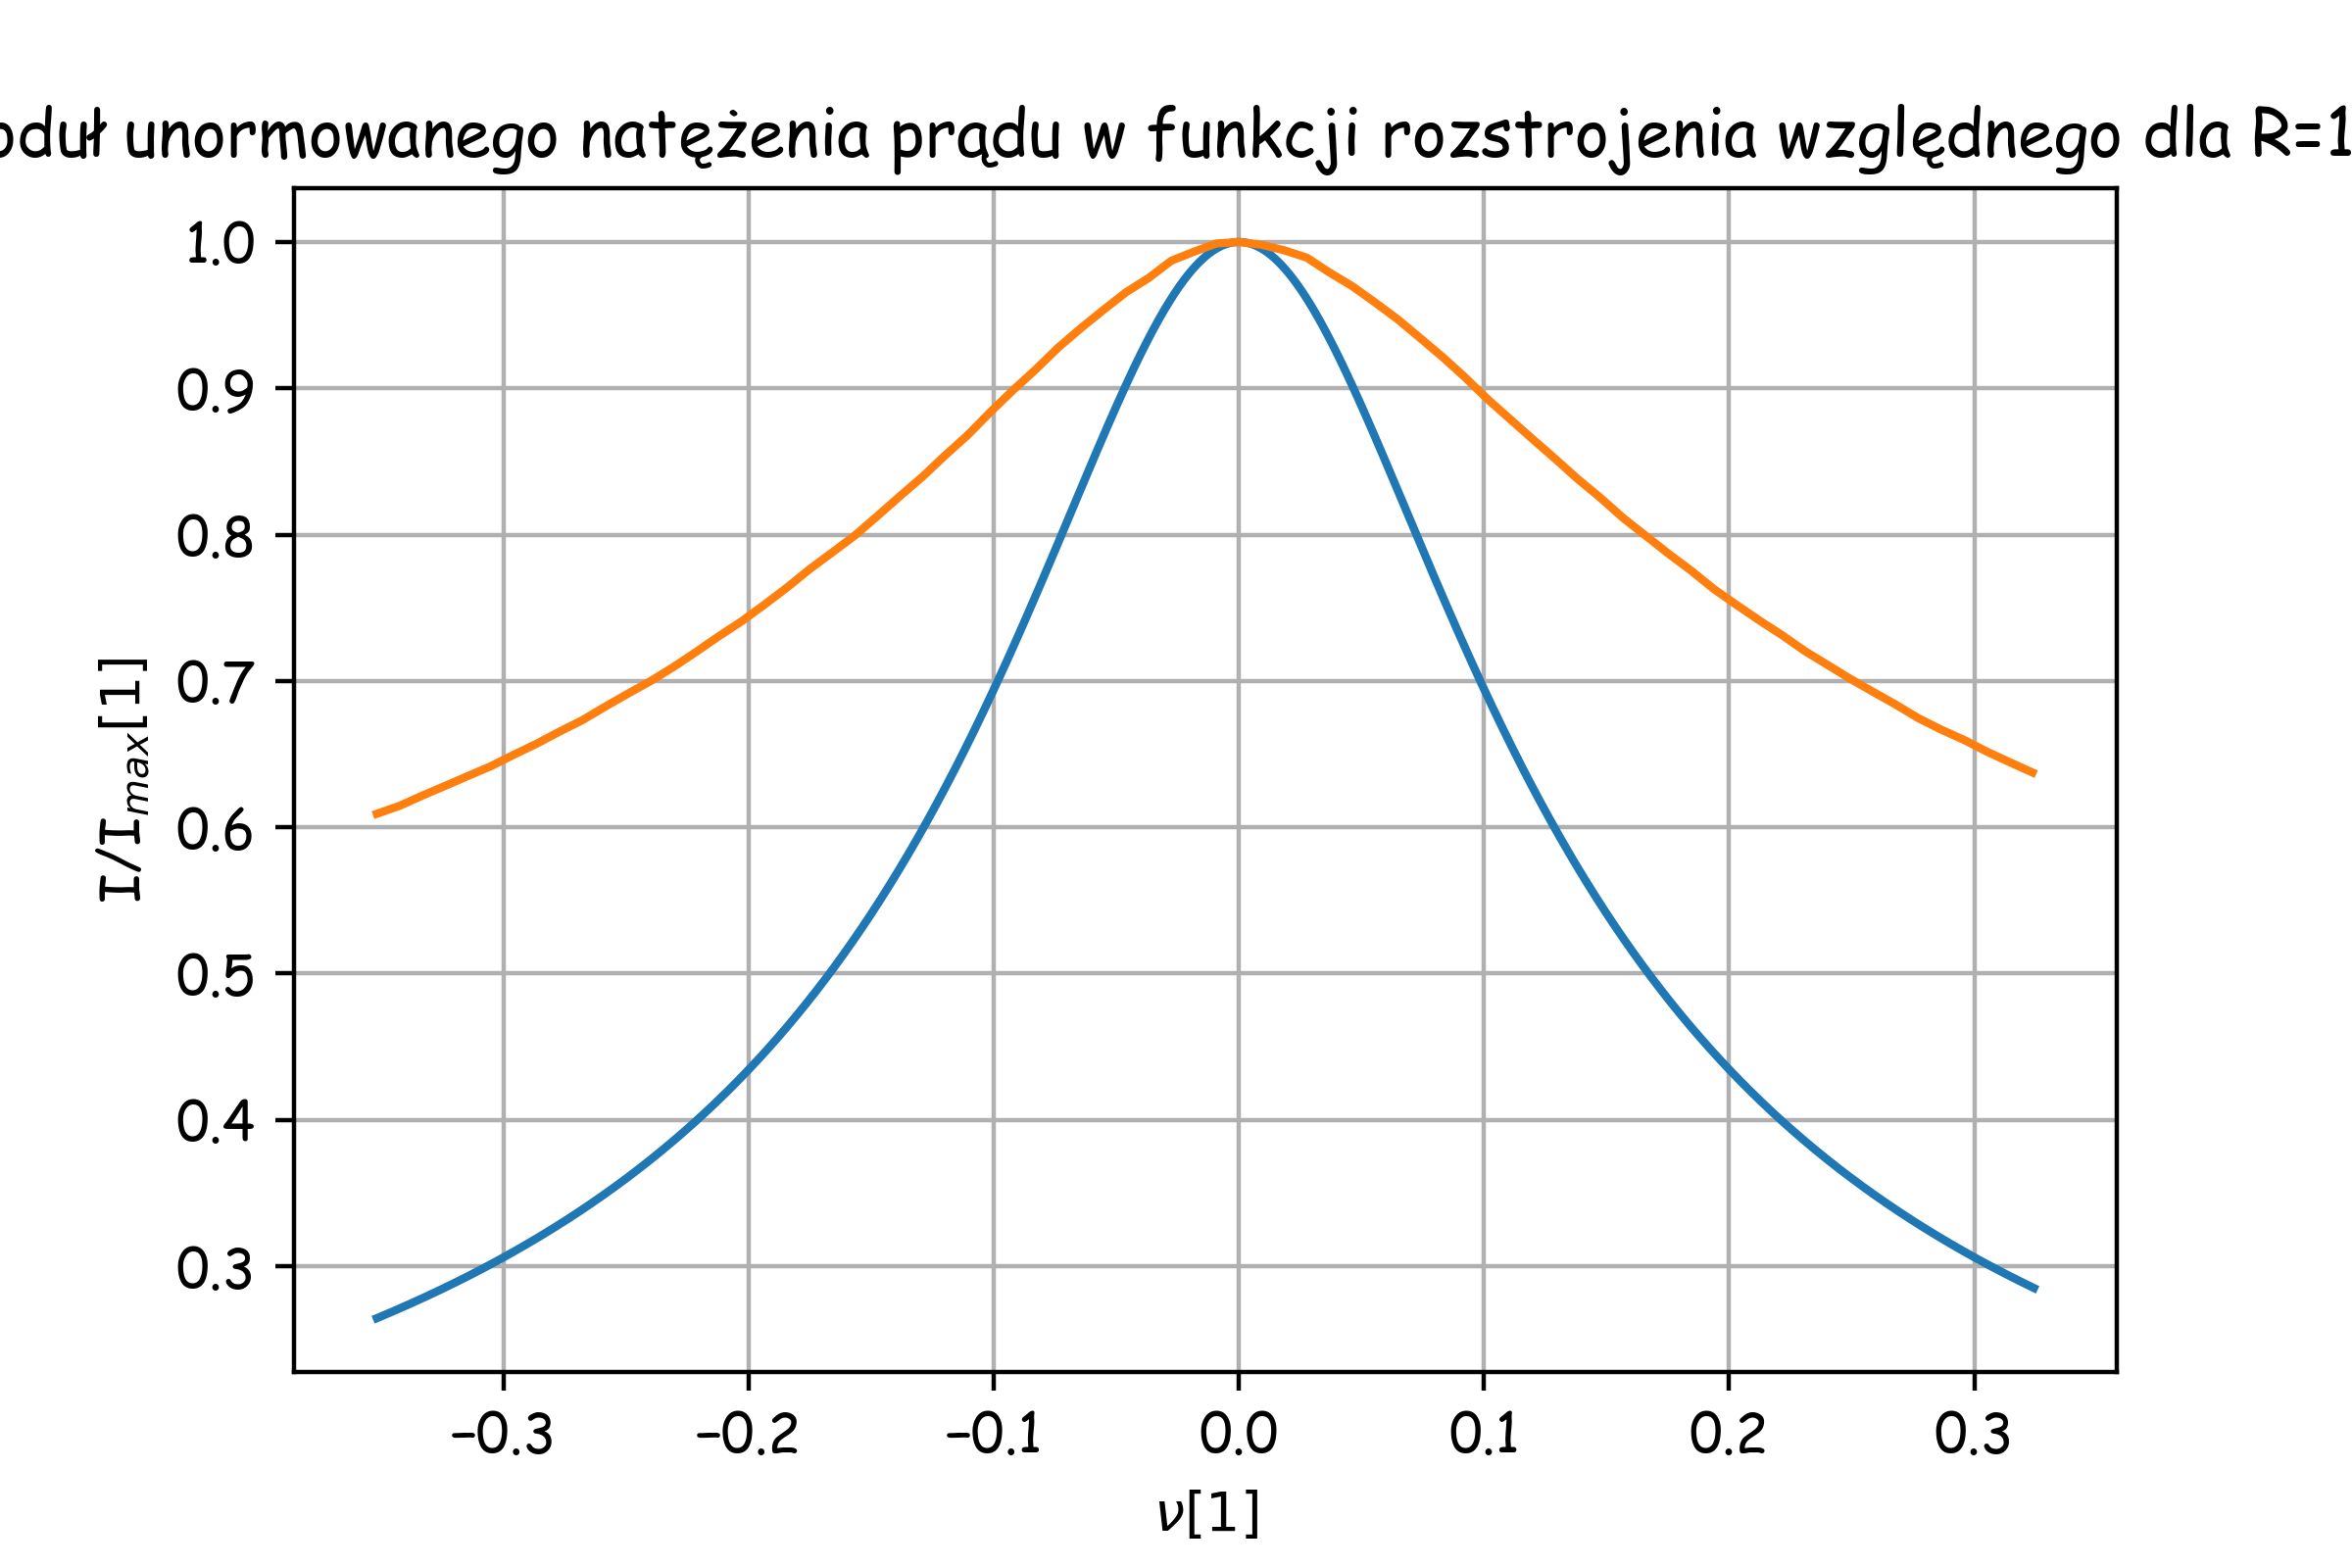 unormowanego natężenia prądu w funkcji rozstrojenia względnego dla R=1
1.0
0.9
0.8
0.7
0.6
0.5
0.4
0.3
I/Imax[1]
-0.3 -0.2 -0.1 0.0 0.1 0.2 0.3
ν[1]